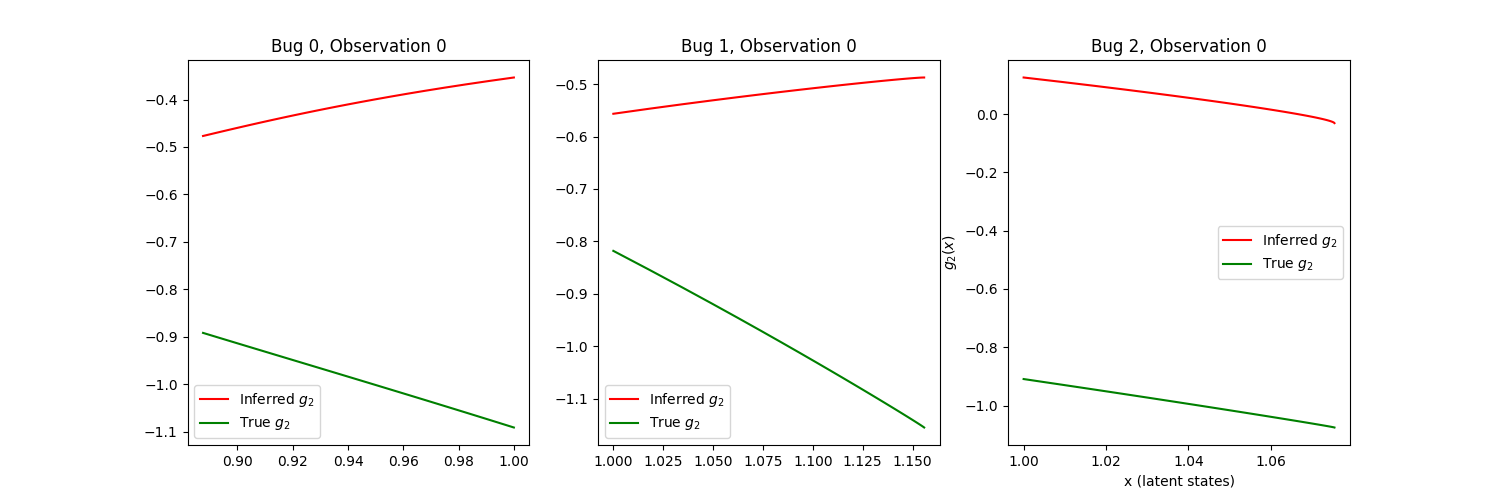 Bug 0, Observation 0
−0.4
−0.5
−0.6
−0.7
−0.8
−0.9
−1.0
−1.1
0.90 0.92 0.94 0.96 0.98 1.00
Inferred g₂
True g₂
Bug 1, Observation 0
−0.5
−0.6
−0.7
−0.8
−0.9
−1.0
−1.1
1.000 1.025 1.050 1.075 1.100 1.125 1.150
Inferred g₂
True g₂
Bug 2, Observation 0
g₂(x)
0.0
−0.2
−0.4
−0.6
−0.8
−1.0
1.00 1.02 1.04 1.06
x (latent states)
Inferred g₂
True g₂